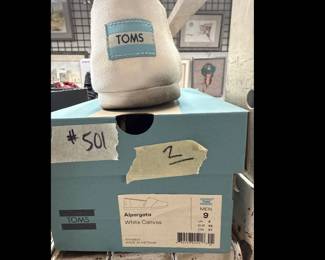 TOMS
#501
2
TOMS
Alpargata
White Canvas
MEN
9